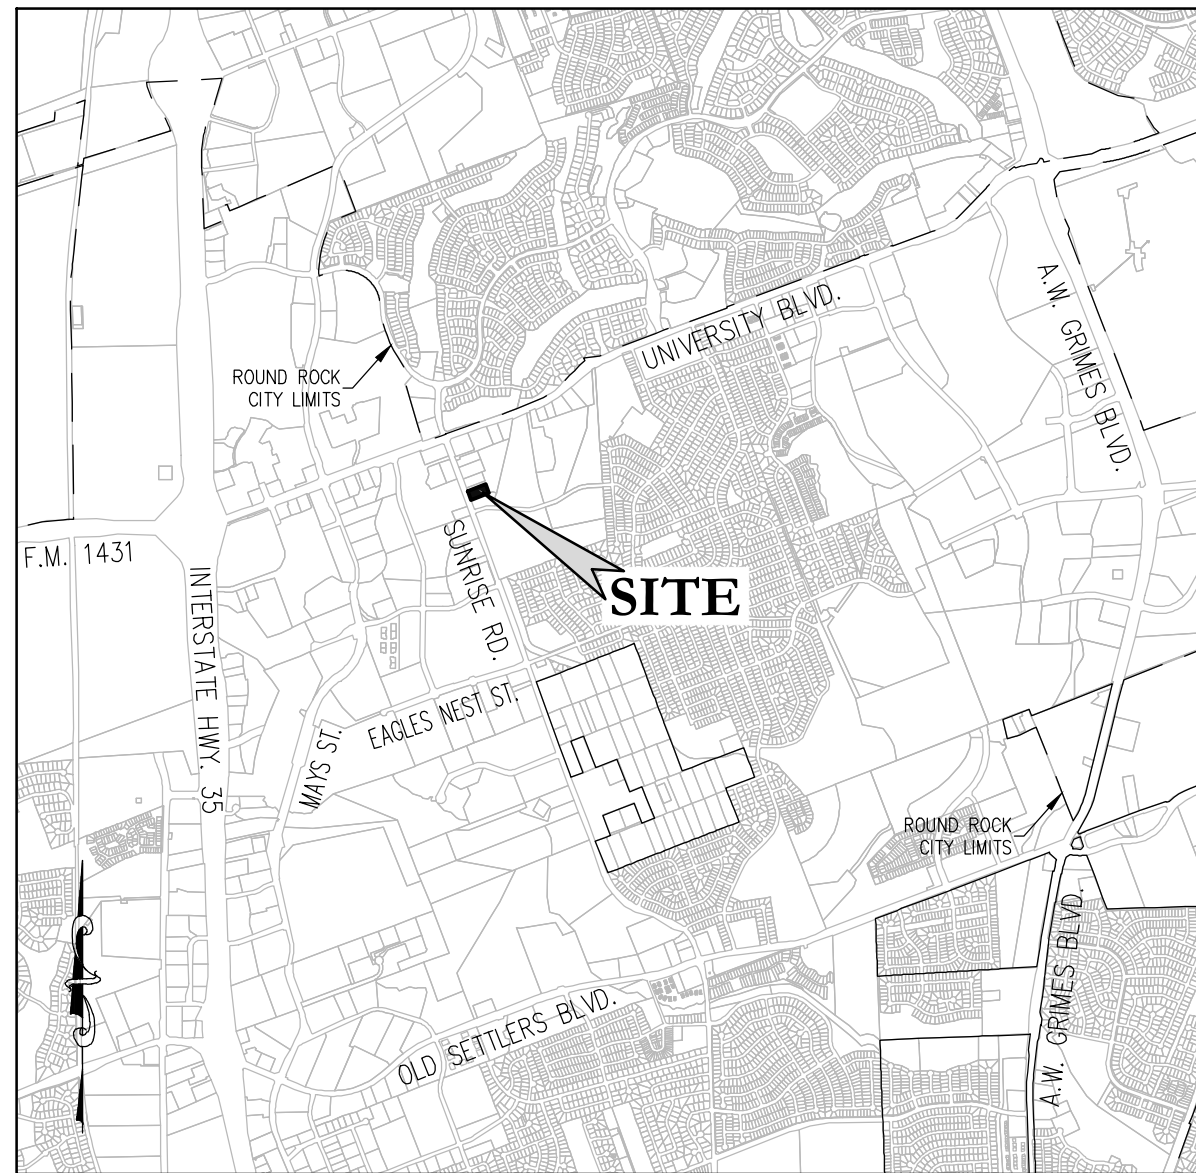 A.W. GRIMES BLVD.
UNIVERSITY BLVD.
ROUND ROCK
CITY LIMITS
F.M. 1431
SUNRISE RD.
SITE
INTERSTATE HWY. 35
EAGLES NEST ST.
MAYS ST.
ROUND ROCK
CITY LIMITS
A.W. GRIMES BLVD.
OLD SETTLERS BLVD.